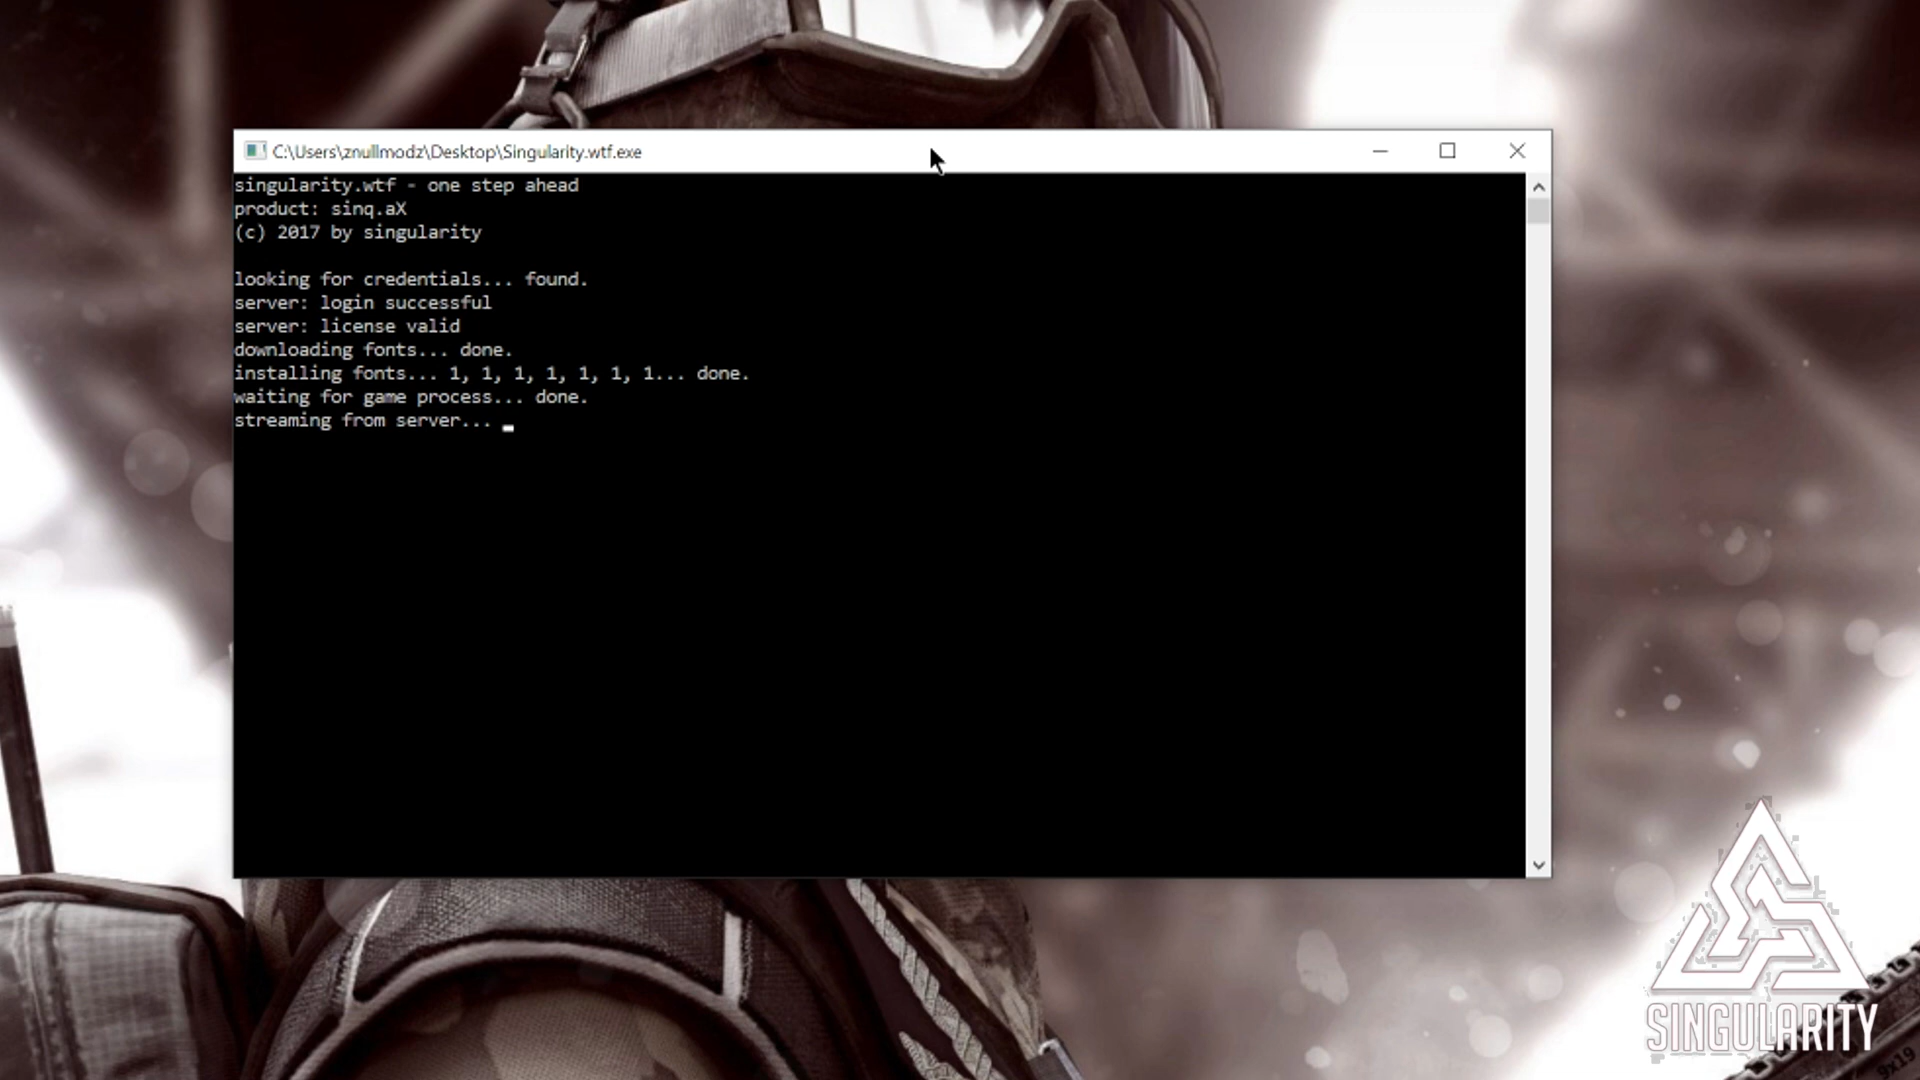 C:\Users\znullmodz\Desktop\Singularity.wtf.exe
singularity.wtf - one step ahead
product: sinq.aX
(c) 2017 by singularity
looking for credentials... found.
server: login successful
server: license valid
downloading fonts... done.
installing fonts... 1, 1, 1, 1, 1, 1, 1... done.
waiting for game process... done.
streaming from server...
SINGULARITY
9x19